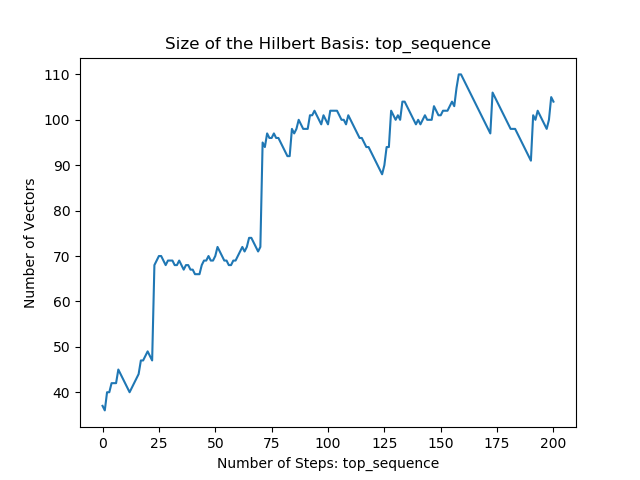 Size of the Hilbert Basis: top_sequence
110
100
90
80
70
60
50
40
Number of Vectors
0 25 50 75 100 125 150 175 200
Number of Steps: top_sequence